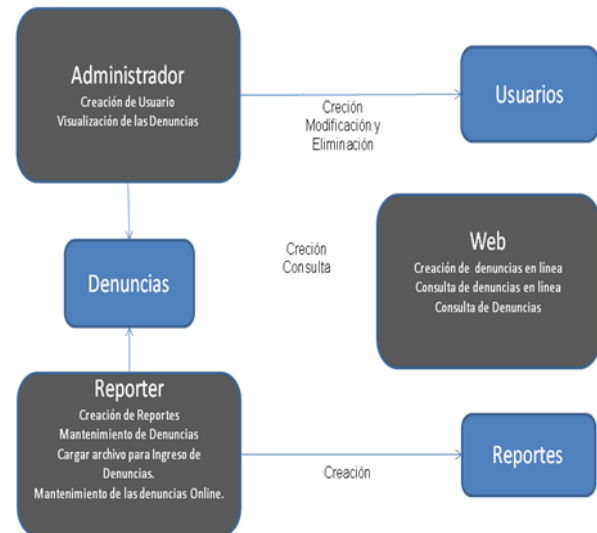 Administrador
Creación de Usuario
Visualización de las Denuncias
Creción
Modificación y
Eliminación
Usuarios
Denuncias
Creción
Consulta
Web
Creación de denuncias en línea
Consulta de denuncias en línea
Consulta de Denuncias
Reporter
Creación de Reportes
Mantenimiento de Denuncias
Cargar archivo para Ingreso de
Denuncias.
Mantenimiento de las denuncias Online.
Creación
Reportes